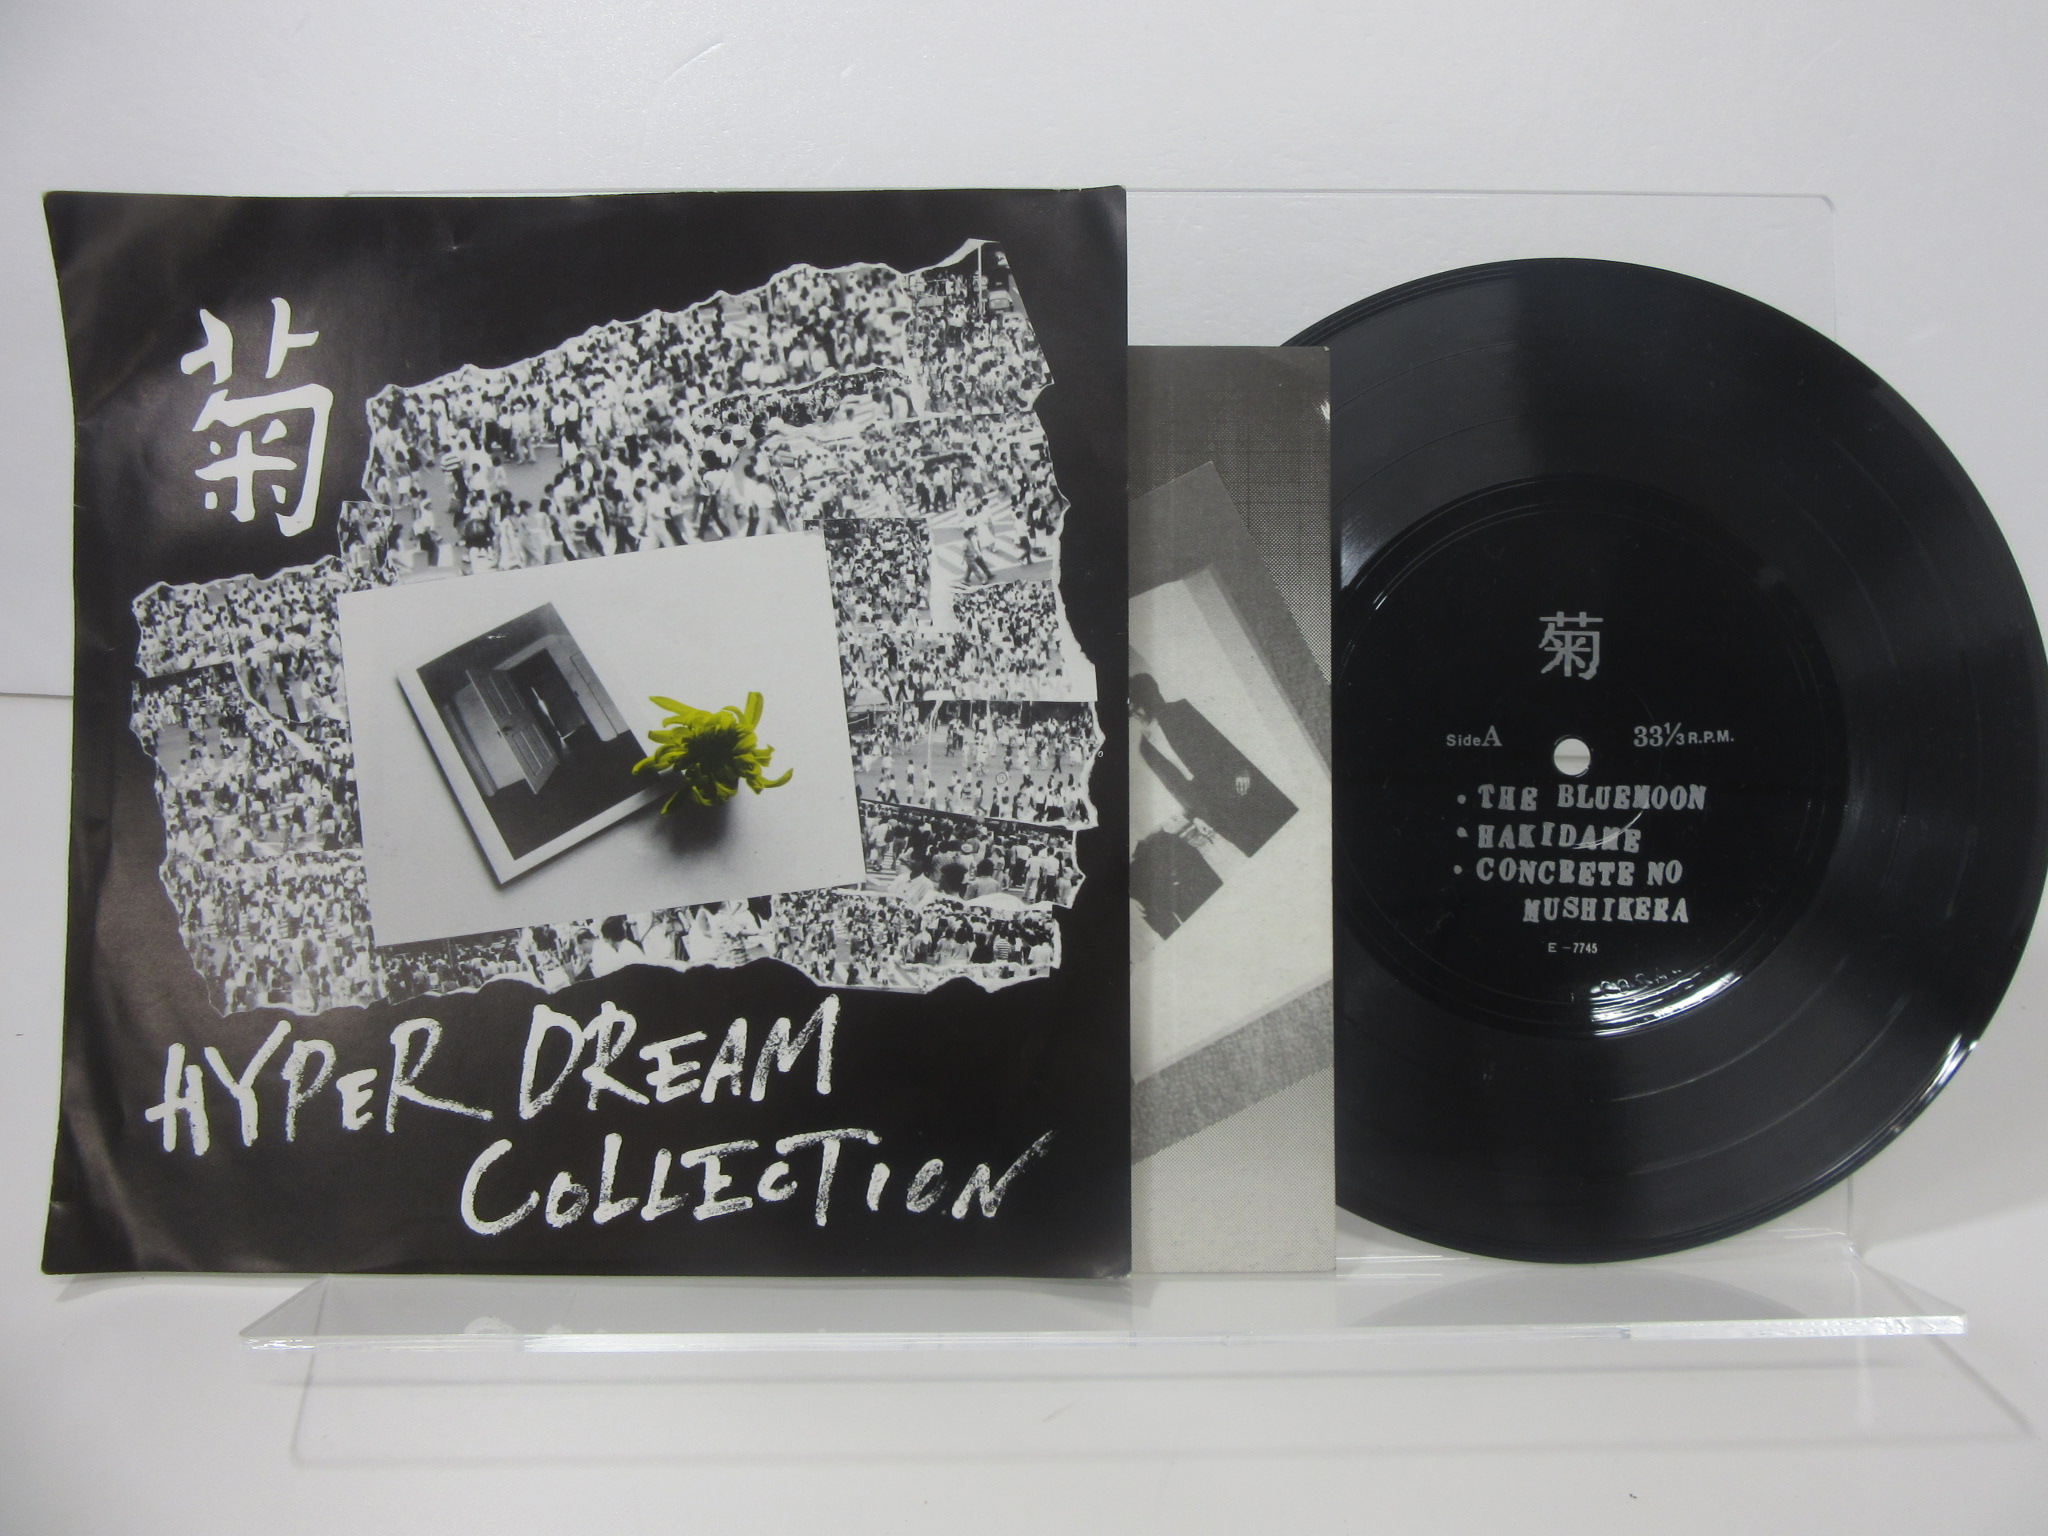 菊
HYPER DREAM
COLLECTION
菊
Side A 33⅓ R.P.M.
・THE BLUEMOON
・HAKIDAME
・CONCRETE NO
MUSHIKERA
E-7745